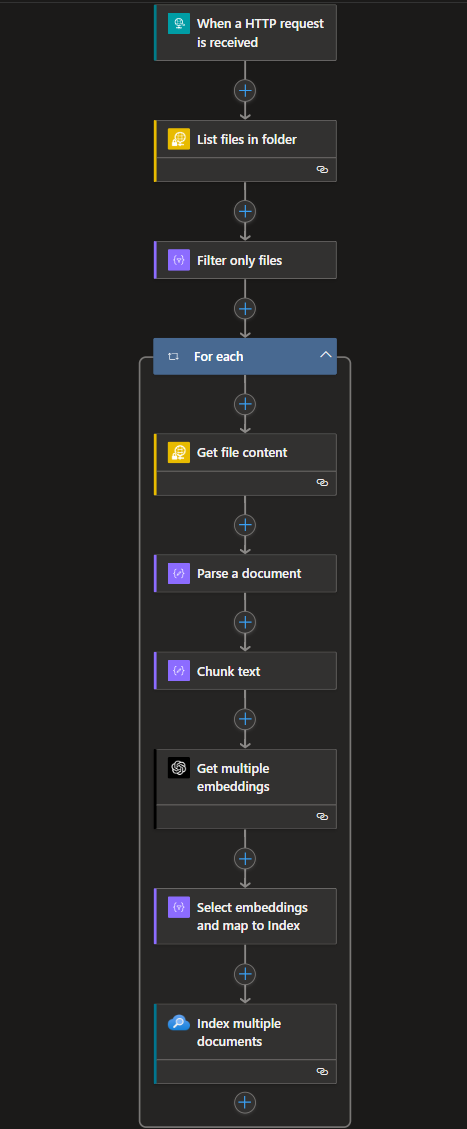 When a HTTP request
is received
List files in folder
Filter only files
For each
Get file content
Parse a document
Chunk text
Get multiple
embeddings
Select embeddings
and map to Index
Index multiple
documents